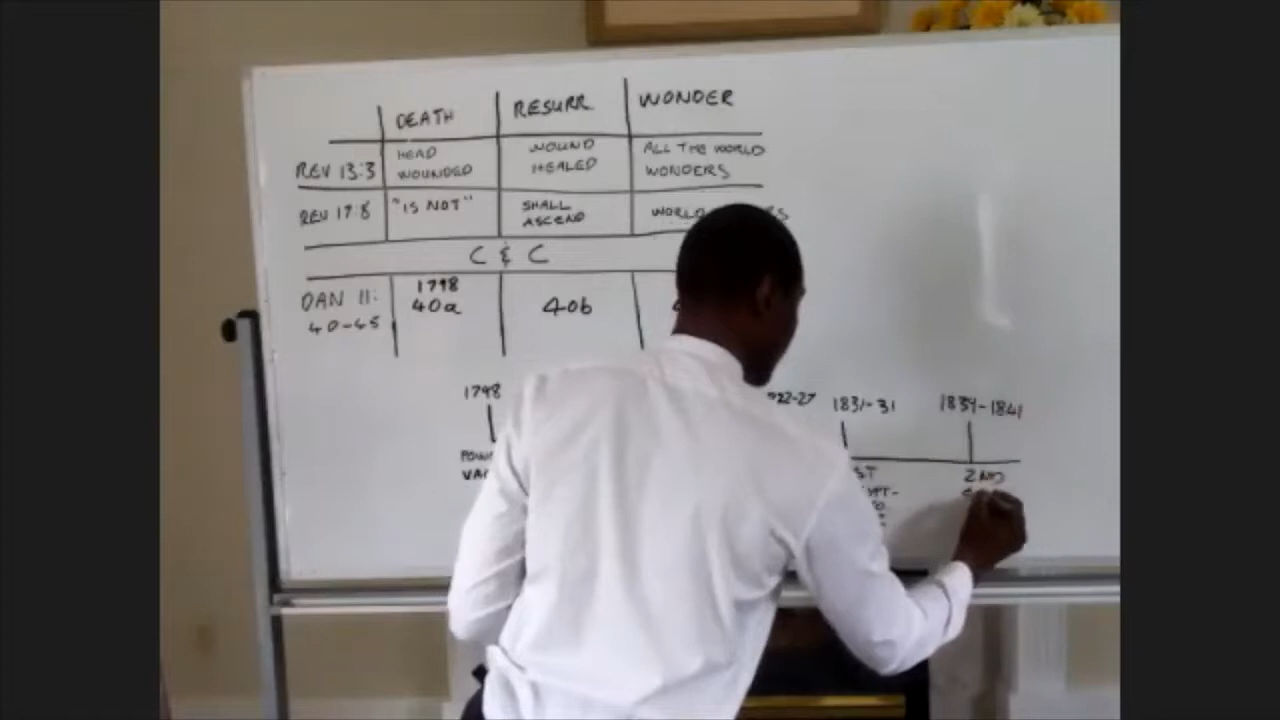 DEATH RESURR WONDER
REV 13:3 HEAD WOUNDED WOUND HEALED ALL THE WORLD WONDERS
REV 17:8 "IS NOT" SHALL ASCEND WORLD
C & C
DAN 11: 40-45 1798 40a 40b
1798 1831-31 1839-1841
2ND